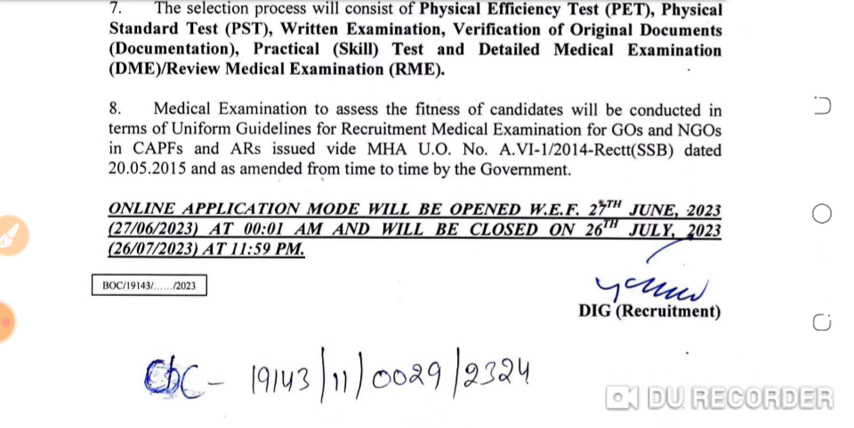 7. The selection process will consist of Physical Efficiency Test (PET), Physical
Standard Test (PST), Written Examination, Verification of Original Documents
(Documentation), Practical (Skill) Test and Detailed Medical Examination
(DME)/Review Medical Examination (RME).
8. Medical Examination to assess the fitness of candidates will be conducted in
terms of Uniform Guidelines for Recruitment Medical Examination for GOs and NGOs
in CAPFs and ARs issued vide MHA U.O. No. A.VI-1/2014-Rectt(SSB) dated
20.05.2015 and as amended from time to time by the Government.
ONLINE APPLICATION MODE WILL BE OPENED W.E.F. 27TH JUNE, 2023
(27/06/2023) AT 00:01 AM AND WILL BE CLOSED ON 26TH JULY, 2023
(26/07/2023) AT 11:59 PM.
BOC/19143/....../2023
DIG (Recruitment)
CbC - 19143/11/0029/2324
DU RECORDER